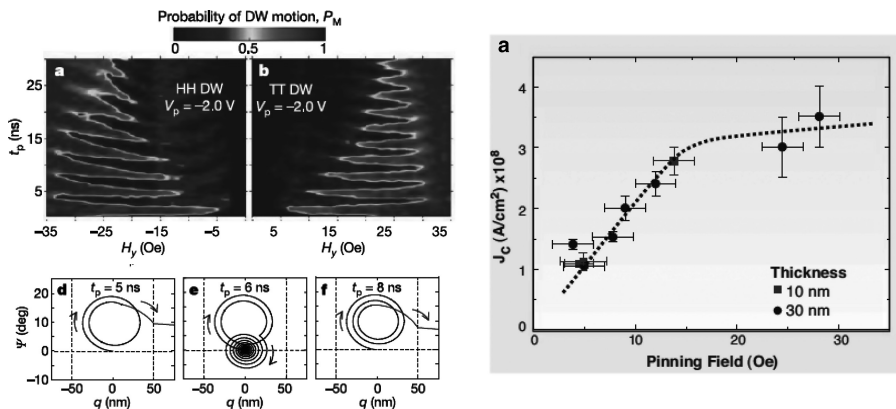 Probability of DW motion, P_M
0 0.5 1
a
HH DW
V_p = −2.0 V
b
TT DW
V_p = −2.0 V
t_p (ns)
25
15
5
−35 −25 −15 −5
H_y (Oe)
5 15 25 35
H_y (Oe)
d t_p = 5 ns
e t_p = 6 ns
f t_p = 8 ns
Ψ (deg)
20
10
0
−10
−50 0 50
q (nm)
−50 0 50
q (nm)
−50 0 50
q (nm)
a
J_C (A/cm²) x10⁸
4
3
2
1
0
0 10 20 30
Pinning Field (Oe)
Thickness
10 nm
30 nm